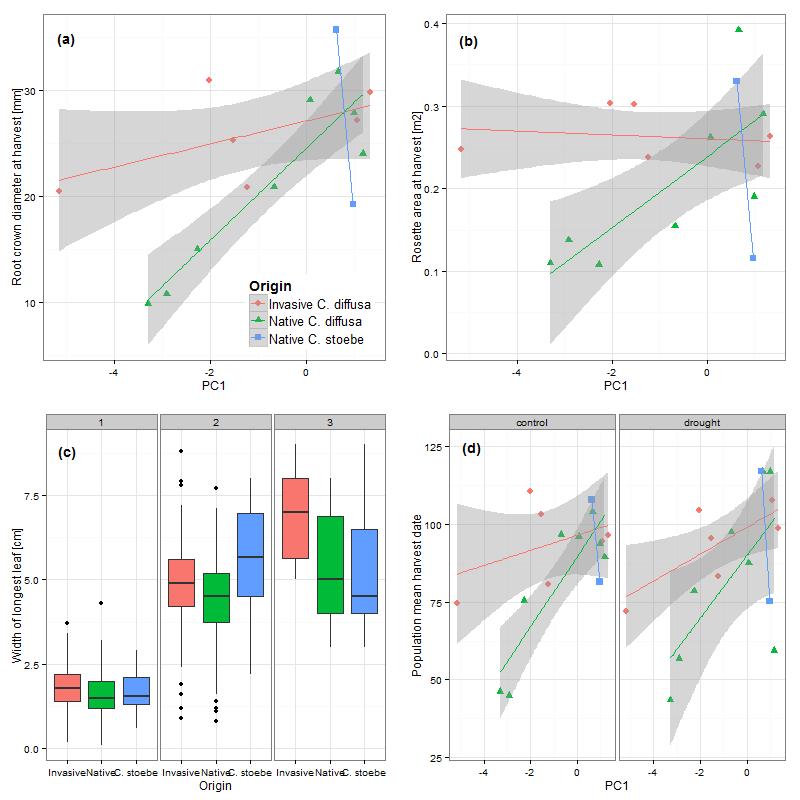 (a)
Root crown diameter at harvest [mm]
30
20
10
-4
-2
0
PC1
Origin
Invasive C. diffusa
Native C. diffusa
Native C. stoebe
(b)
Rosette area at harvest [m2]
0.4
0.3
0.2
0.1
0.0
-4
-2
0
PC1
1
2
3
(c)
Width of longest leaf [cm]
7.5
5.0
2.5
0.0
Invasive Native C. stoebe
Invasive Native C. stoebe
Invasive Native C. stoebe
Origin
control
drought
(d)
Population mean harvest date
125
100
75
50
25
-4
-2
0
-4
-2
0
PC1